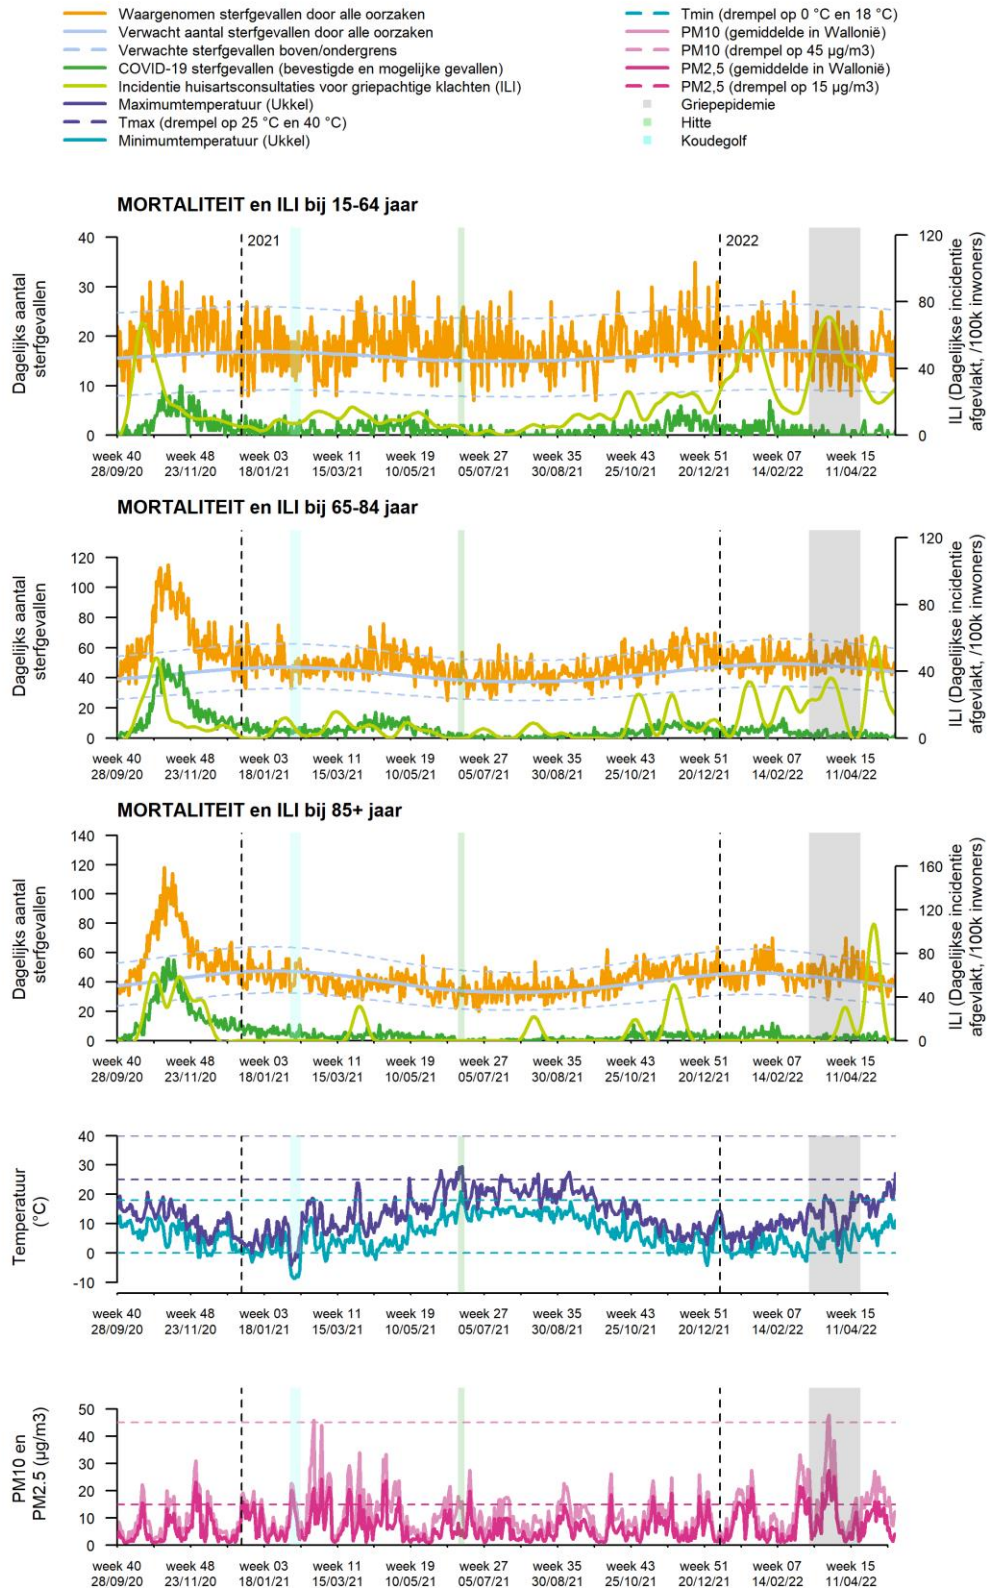 Waargenomen sterfgevallen door alle oorzaken
Verwacht aantal sterfgevallen door alle oorzaken
Verwachte sterfgevallen boven/ondergrens
COVID-19 sterfgevallen (bevestigde en mogelijke gevallen)
Incidentie huisartsconsultaties voor griepachtige klachten (ILI)
Maximumtemperatuur (Ukkel)
Tmax (drempel op 25 °C en 40 °C)
Minimumtemperatuur (Ukkel)
Tmin (drempel op 0 °C en 18 °C)
PM10 (gemiddelde in Wallonië)
PM10 (drempel op 45 µg/m3)
PM2,5 (gemiddelde in Wallonië)
PM2,5 (drempel op 15 µg/m3)
Griepepidemie
Hitte
Koudegolf
MORTALITEIT en ILI bij 15-64 jaar
Dagelijks aantal
sterfgevallen
40
30
20
10
0
2021
2022
120
80
40
0
ILI (Dagelijkse incidentie
afgevlakt, /100k inwoners)
week 40 week 48 week 03 week 11 week 19 week 27 week 35 week 43 week 51 week 07 week 15
28/09/20 23/11/20 18/01/21 15/03/21 10/05/21 05/07/21 30/08/21 25/10/21 20/12/21 14/02/22 11/04/22
MORTALITEIT en ILI bij 65-84 jaar
Dagelijks aantal
sterfgevallen
120
100
80
60
40
20
0
120
80
40
0
ILI (Dagelijkse incidentie
afgevlakt, /100k inwoners)
week 40 week 48 week 03 week 11 week 19 week 27 week 35 week 43 week 51 week 07 week 15
28/09/20 23/11/20 18/01/21 15/03/21 10/05/21 05/07/21 30/08/21 25/10/21 20/12/21 14/02/22 11/04/22
MORTALITEIT en ILI bij 85+ jaar
Dagelijks aantal
sterfgevallen
140
120
100
80
60
40
20
0
160
120
80
40
0
ILI (Dagelijkse incidentie
afgevlakt, /100k inwoners)
week 40 week 48 week 03 week 11 week 19 week 27 week 35 week 43 week 51 week 07 week 15
28/09/20 23/11/20 18/01/21 15/03/21 10/05/21 05/07/21 30/08/21 25/10/21 20/12/21 14/02/22 11/04/22
Temperatuur
(°C)
40
30
20
10
0
-10
week 40 week 48 week 03 week 11 week 19 week 27 week 35 week 43 week 51 week 07 week 15
28/09/20 23/11/20 18/01/21 15/03/21 10/05/21 05/07/21 30/08/21 25/10/21 20/12/21 14/02/22 11/04/22
PM10 en
PM2.5 (µg/m3)
50
40
30
20
10
0
week 40 week 48 week 03 week 11 week 19 week 27 week 35 week 43 week 51 week 07 week 15
28/09/20 23/11/20 18/01/21 15/03/21 10/05/21 05/07/21 30/08/21 25/10/21 20/12/21 14/02/22 11/04/22